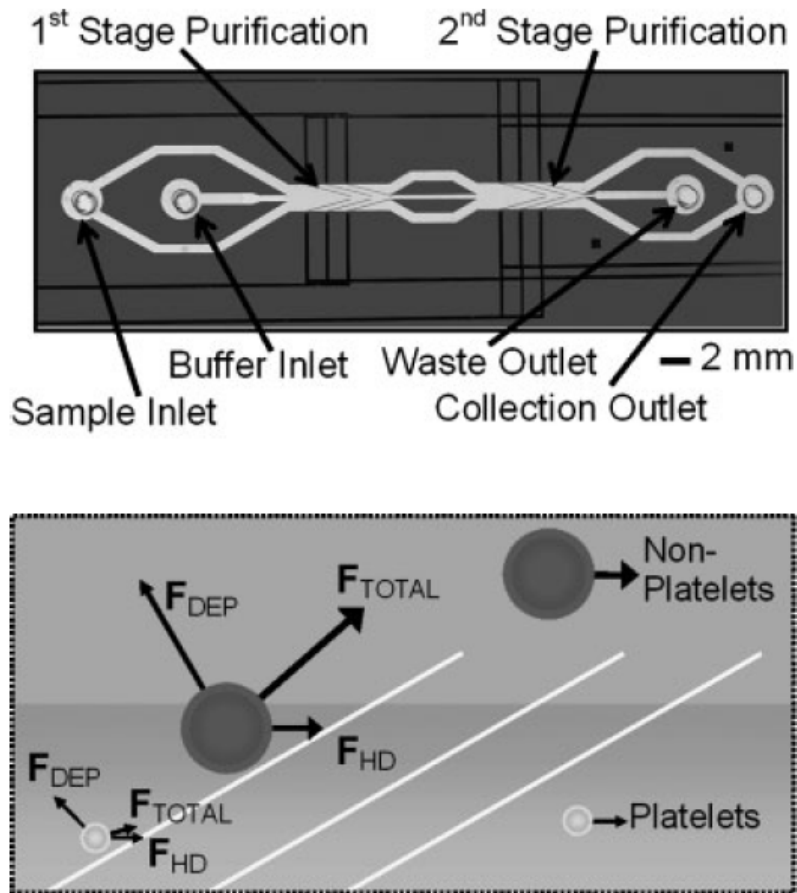 1st Stage Purification
2nd Stage Purification
Buffer Inlet
Waste Outlet
2 mm
Sample Inlet
Collection Outlet
FDEP
FTOTAL
Non-
Platelets
FHD
FDEP
FTOTAL
FHD
Platelets